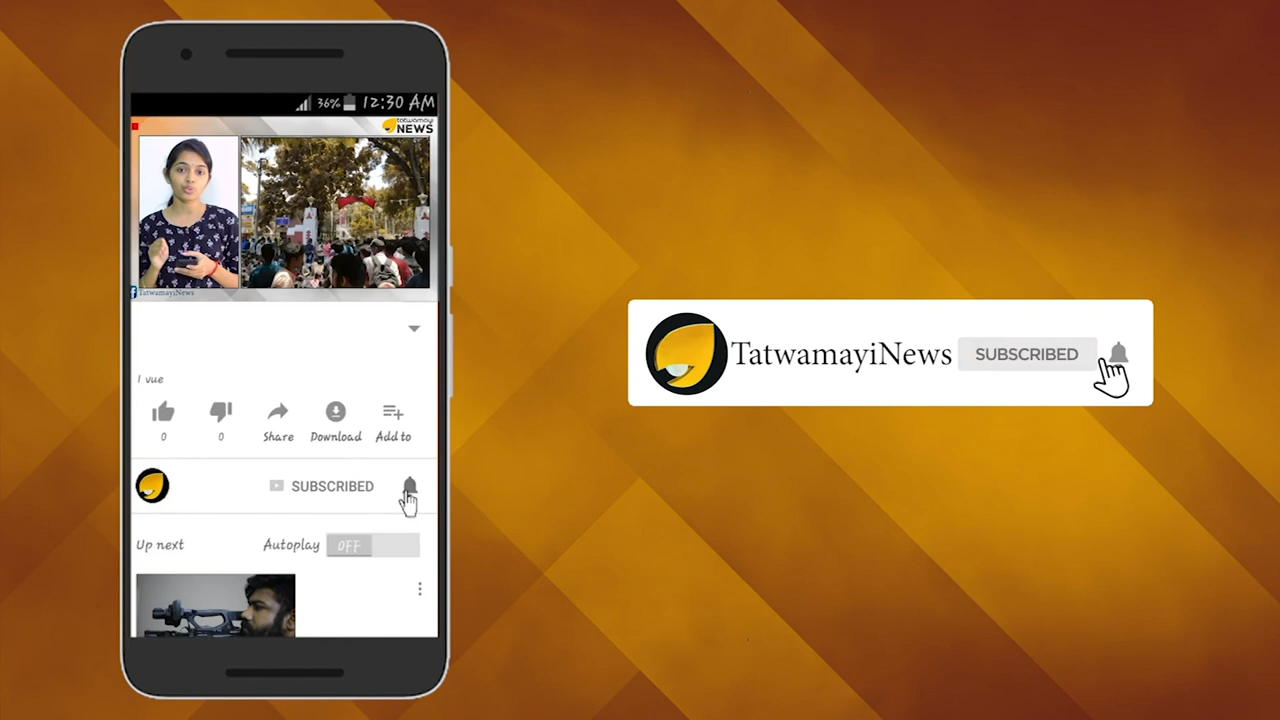 36% 12:30 AM
tatwamayi
NEWS
TatwamayiNews
1 vue
0 0 Share Download Add to
SUBSCRIBED
Up next Autoplay OFF
TatwamayiNews SUBSCRIBED